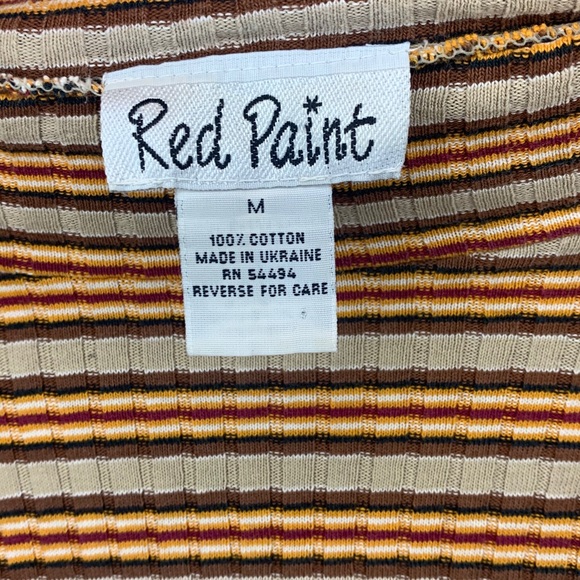 Red Paint
M
100% COTTON
MADE IN UKRAINE
RN 54494
REVERSE FOR CARE